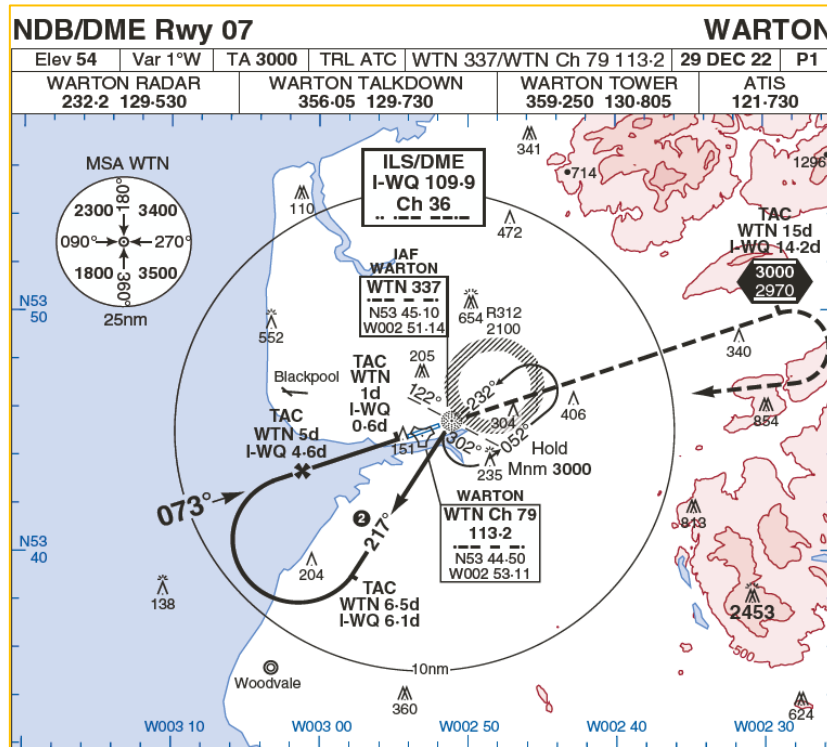 NDB/DME Rwy 07
WARTON
Elev 54
Var 1°W
TA 3000
TRL ATC
WTN 337/WTN Ch 79 113·2
29 DEC 22
P1
WARTON RADAR
232·2 129·530
WARTON TALKDOWN
356·05 129·730
WARTON TOWER
359·250 130·805
ATIS
121·730
MSA WTN
180°
2300 3400
090° 270°
1800 3500
360°
25nm
110
ILS/DME
I-WQ 109·9
Ch 36
341
714
1296
472
TAC
WTN 15d
I-WQ 14·2d
3000
2970
IAF
WARTON
WTN 337
N53 45·10
W002 51·14
N53
50
552
654
R312
2100
340
205
Blackpool
TAC
WTN
1d
I-WQ
0·6d
122°
232°
304
406
854
TAC
WTN 5d
I-WQ 4·6d
151
302°
052°
Hold
Mnm 3000
235
073°
WARTON
WTN Ch 79
113·2
N53 44·50
W002 53·11
813
2
217°
N53
40
204
138
TAC
WTN 6·5d
I-WQ 6·1d
2453
500
10nm
Woodvale
360
624
W003 10
W003 00
W002 50
W002 40
W002 30